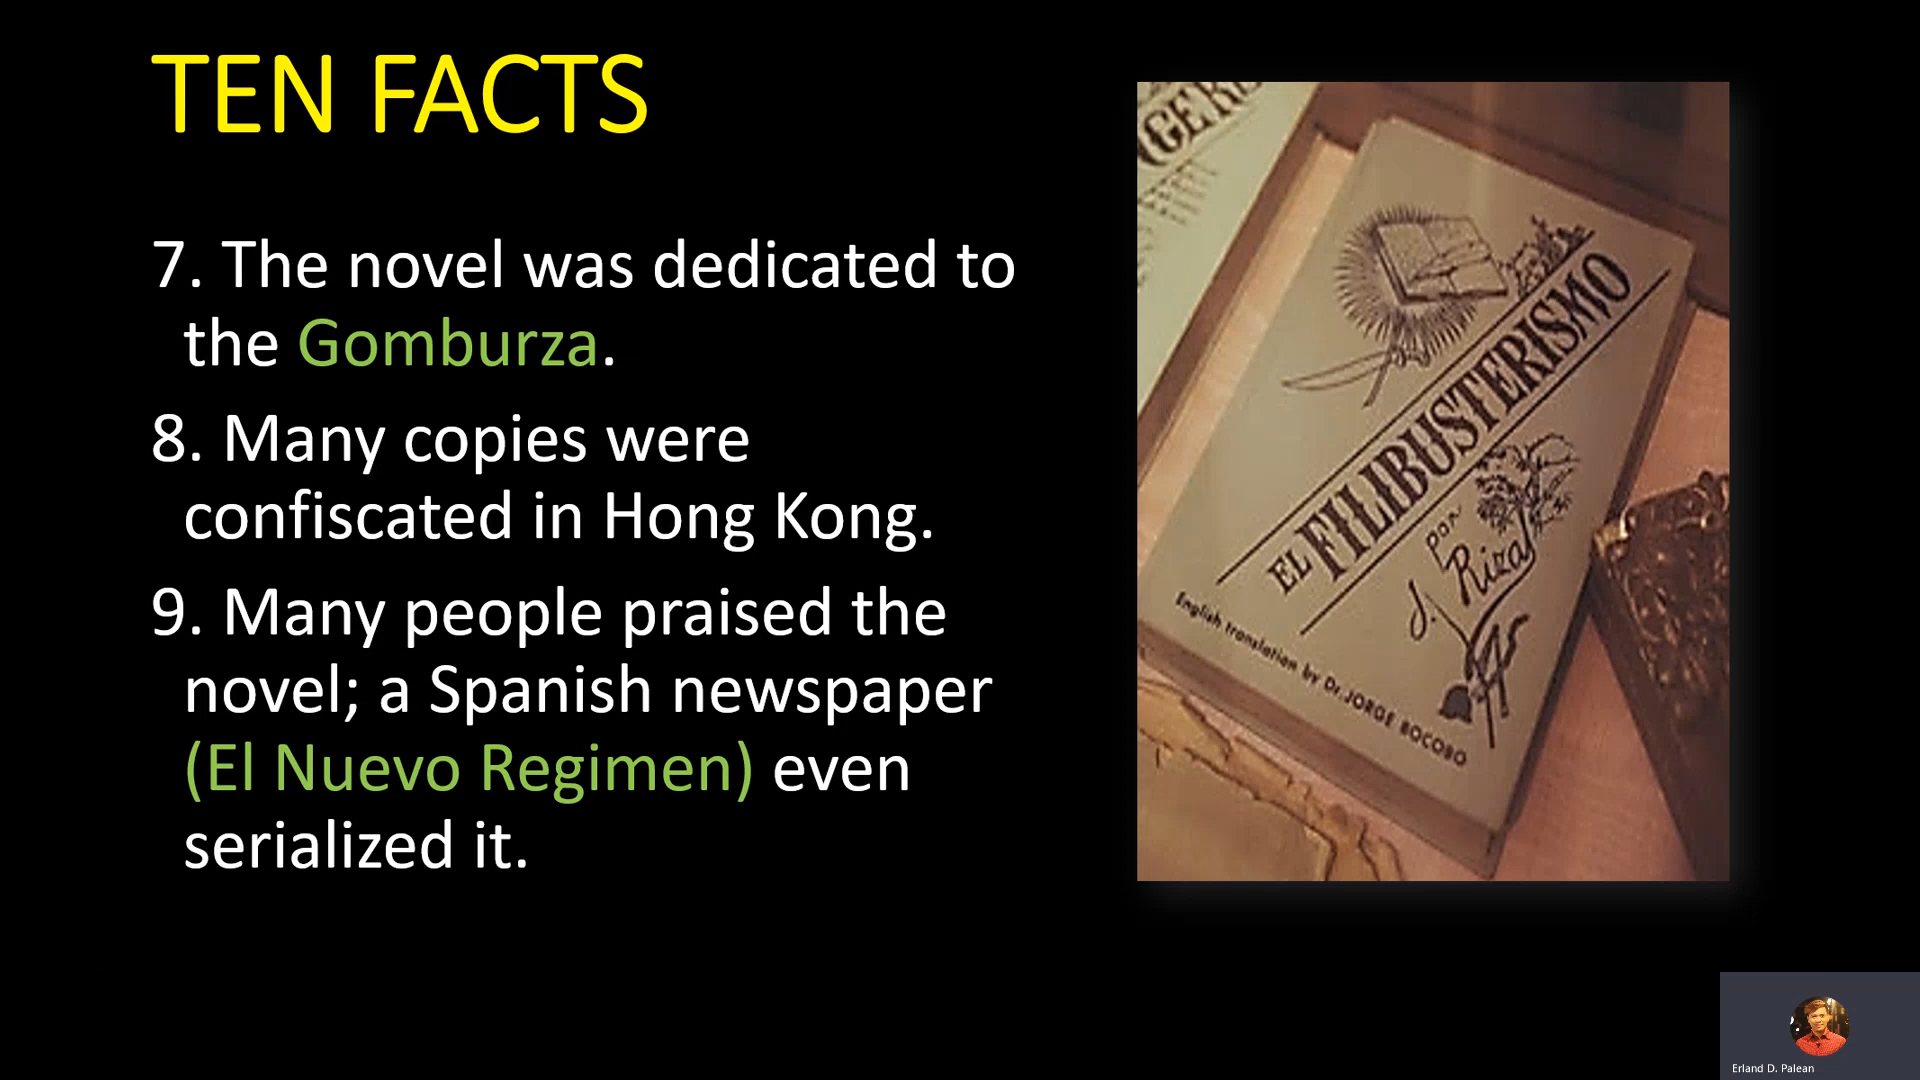 TEN FACTS
7. The novel was dedicated to
the Gomburza.
8. Many copies were
confiscated in Hong Kong.
9. Many people praised the
novel; a Spanish newspaper
(El Nuevo Regimen) even
serialized it.
EL FILIBUSTERISMO
por
J. Rizal
English translation by Dr. JORGE BOCOBO
Erland D. Palean